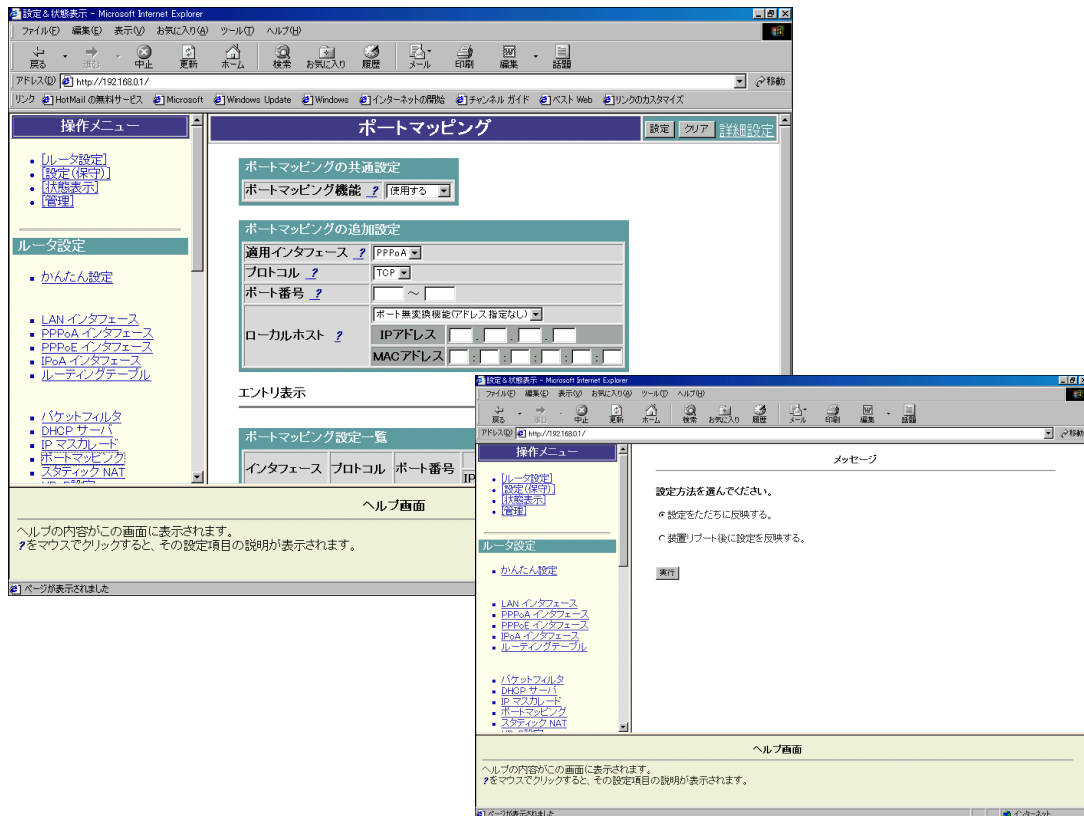 設定&状態表示 - Microsoft Internet Explorer
ファイル(F) 編集(E) 表示(V) お気に入り(A) ツール(T) ヘルプ(H)
戻る 進む 中止 更新 ホーム 検索 お気に入り 履歴 メール 印刷 編集 話題
アドレス(D) http://192.168.0.1/ 移動
リンク HotMail の無料サービス Microsoft Windows Update Windows インターネットの開始 チャンネル ガイド ベスト Web リンクのカスタマイズ
操作メニュー
[ルータ設定]
[設定(保守)]
[状態表示]
[管理]
ルータ設定
かんたん設定
LAN インタフェース
PPPoA インタフェース
PPPoE インタフェース
IPoA インタフェース
ルーティングテーブル
パケットフィルタ
DHCP サーバ
IP マスカレード
ポートマッピング
スタティック NAT
ポートマッピング 設定 クリア 詳細設定
ポートマッピングの共通設定
ポートマッピング機能 ? 使用する
ポートマッピングの追加設定
適用インタフェース ? PPPoA
プロトコル ? TCP
ポート番号 ? ～
ローカルホスト ? ポート無変換機能(アドレス指定なし)
IPアドレス . . .
MACアドレス : : : : :
エントリ表示
ポートマッピング設定一覧
インタフェース プロトコル ポート番号 IP
ヘルプ画面
ヘルプの内容がこの画面に表示されます。
?をマウスでクリックすると、その設定項目の説明が表示されます。
ページが表示されました
設定&状態表示 - Microsoft Internet Explorer
ファイル(F) 編集(E) 表示(V) お気に入り(A) ツール(T) ヘルプ(H)
戻る 進む 中止 更新 ホーム 検索 お気に入り 履歴 メール 印刷 編集 話題
アドレス(D) http://192.168.0.1/ 移動
操作メニュー
[ルータ設定]
[設定(保守)]
[状態表示]
[管理]
ルータ設定
かんたん設定
LAN インタフェース
PPPoA インタフェース
PPPoE インタフェース
IPoA インタフェース
ルーティングテーブル
パケットフィルタ
DHCP サーバ
IP マスカレード
ポートマッピング
スタティック NAT
メッセージ
設定方法を選んでください。
設定をただちに反映する。
装置リブート後に設定を反映する。
実行
ヘルプ画面
ヘルプの内容がこの画面に表示されます。
?をマウスでクリックすると、その設定項目の説明が表示されます。
ページが表示されました インターネット